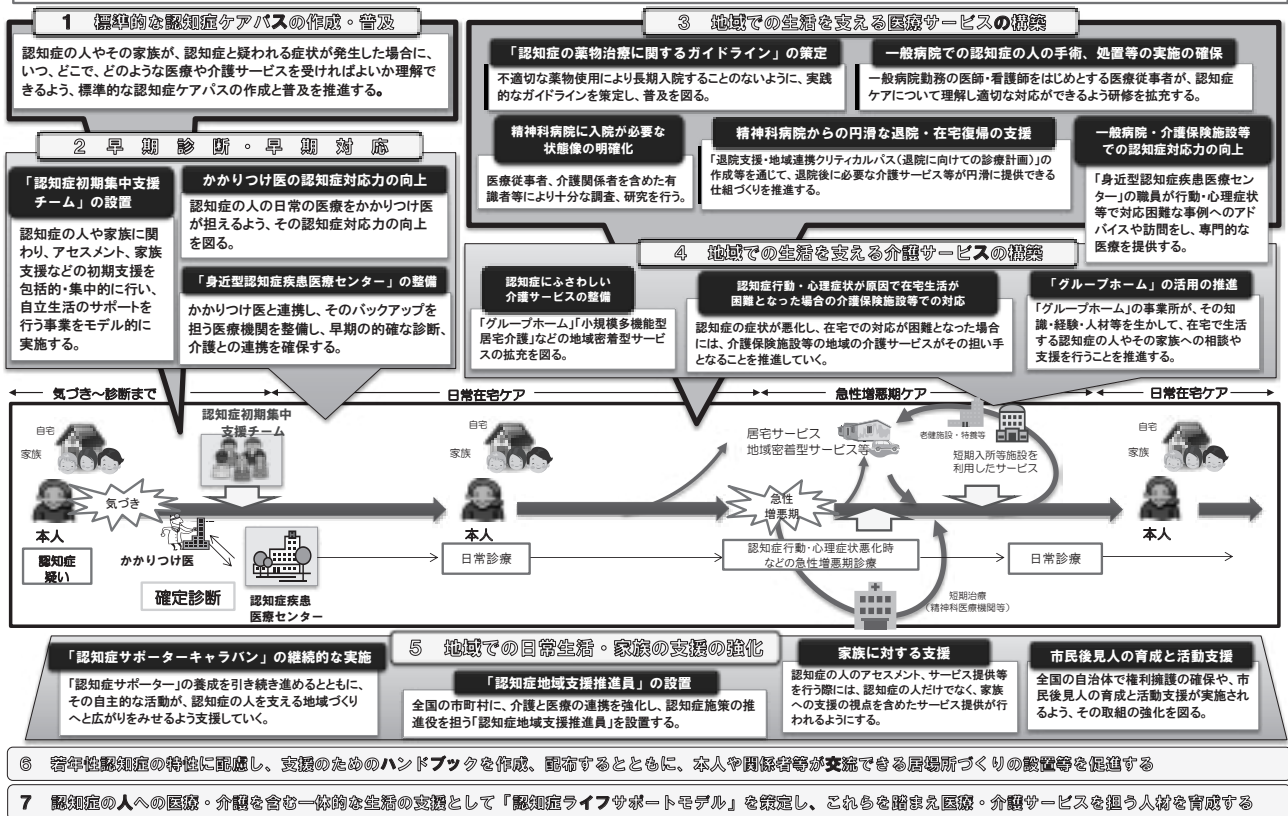 1 標準的な認知症ケアパスの作成・普及
認知症の人やその家族が、認知症と疑われる症状が発生した場合に、
いつ、どこで、どのような医療や介護サービスを受ければよいか理解で
きるよう、標準的な認知症ケアパスの作成と普及を推進する。
2 早期診断・早期対応
「認知症初期集中支援
チーム」の設置
認知症の人や家族に関
わり、アセスメント、家族
支援などの初期支援を
包括的・集中的に行い、
自立生活のサポートを
行う事業をモデル的に
実施する。
かかりつけ医の認知症対応力の向上
認知症の人の日常の医療をかかりつけ医
が担えるよう、その認知症対応力の向上
を図る。
「身近型認知症疾患医療センター」の整備
かかりつけ医と連携し、そのバックアップを
担う医療機関を整備し、早期の的確な診断、
介護との連携を確保する。
3 地域での生活を支える医療サービスの構築
「認知症の薬物治療に関するガイドライン」の策定
不適切な薬物使用により長期入院することのないように、実践
的なガイドラインを策定し、普及を図る。
一般病院での認知症の人の手術、処置等の実施の確保
一般病院勤務の医師・看護師をはじめとする医療従事者が、認知症
ケアについて理解し適切な対応ができるよう研修を拡充する。
精神科病院に入院が必要な
状態像の明確化
医療従事者、介護関係者を含めた有
識者等により十分な調査、研究を行う。
精神科病院からの円滑な退院・在宅復帰の支援
「退院支援・地域連携クリティカルパス(退院に向けての診療計画)」の
作成等を通じて、退院後に必要な介護サービス等が円滑に提供できる
仕組づくりを推進する。
一般病院・介護保険施設等
での認知症対応力の向上
「身近型認知症疾患医療セン
ター」の職員が行動・心理症状
等で対応困難な事例へのアド
バイスや訪問をし、専門的な
医療を提供する。
4 地域での生活を支える介護サービスの構築
認知症にふさわしい
介護サービスの整備
「グループホーム」「小規模多機能型
居宅介護」などの地域密着型サービ
スの拡充を図る。
認知症行動・心理症状が原因で在宅生活が
困難となった場合の介護保険施設等での対応
認知症の症状が悪化し、在宅での対応が困難となった場合
には、介護保険施設等の地域の介護サービスがその担い手
となることを推進していく。
「グループホーム」の活用の推進
「グループホーム」の事業所が、その知
識・経験・人材等を生かして、在宅で生活
する認知症の人やその家族への相談や
支援を行うことを推進する。
気づき~診断まで
日常在宅ケア
急性増悪期ケア
日常在宅ケア
自宅
家族
気づき
本人
認知症
疑い
かかりつけ医
確定診断
認知症初期集中
支援チーム
認知症疾患
医療センター
自宅
家族
本人
日常診療
居宅サービス
地域密着型サービス等
急性
増悪期
認知症行動・心理症状悪化時
などの急性増悪期診療
老健施設・特養等
短期入所等施設を
利用したサービス
短期治療
(精神科医療機関等)
日常診療
自宅
家族
本人
5 地域での日常生活・家族の支援の強化
「認知症サポーターキャラバン」の継続的な実施
「認知症サポーター」の養成を引き続き進めるとともに、
その自主的な活動が、認知症の人を支える地域づくり
へと広がりをみせるよう支援していく。
「認知症地域支援推進員」の設置
全国の市町村に、介護と医療の連携を強化し、認知症施策の推
進役を担う「認知症地域支援推進員」を設置する。
家族に対する支援
認知症の人のアセスメント、サービス提供等
を行う際には、認知症の人だけでなく、家族
への支援の視点を含めたサービス提供が行
われるようにする。
市民後見人の育成と活動支援
全国の自治体で権利擁護の確保や、市
民後見人の育成と活動支援が実施され
るよう、その取組の強化を図る。
6 若年性認知症の特性に配慮し、支援のためのハンドブックを作成、配布するとともに、本人や関係者等が交流できる居場所づくりの設置等を促進する
7 認知症の人への医療・介護を含む一体的な生活の支援として『認知症ライフサポートモデル』を策定し、これらを踏まえ医療・介護サービスを担う人材を育成する